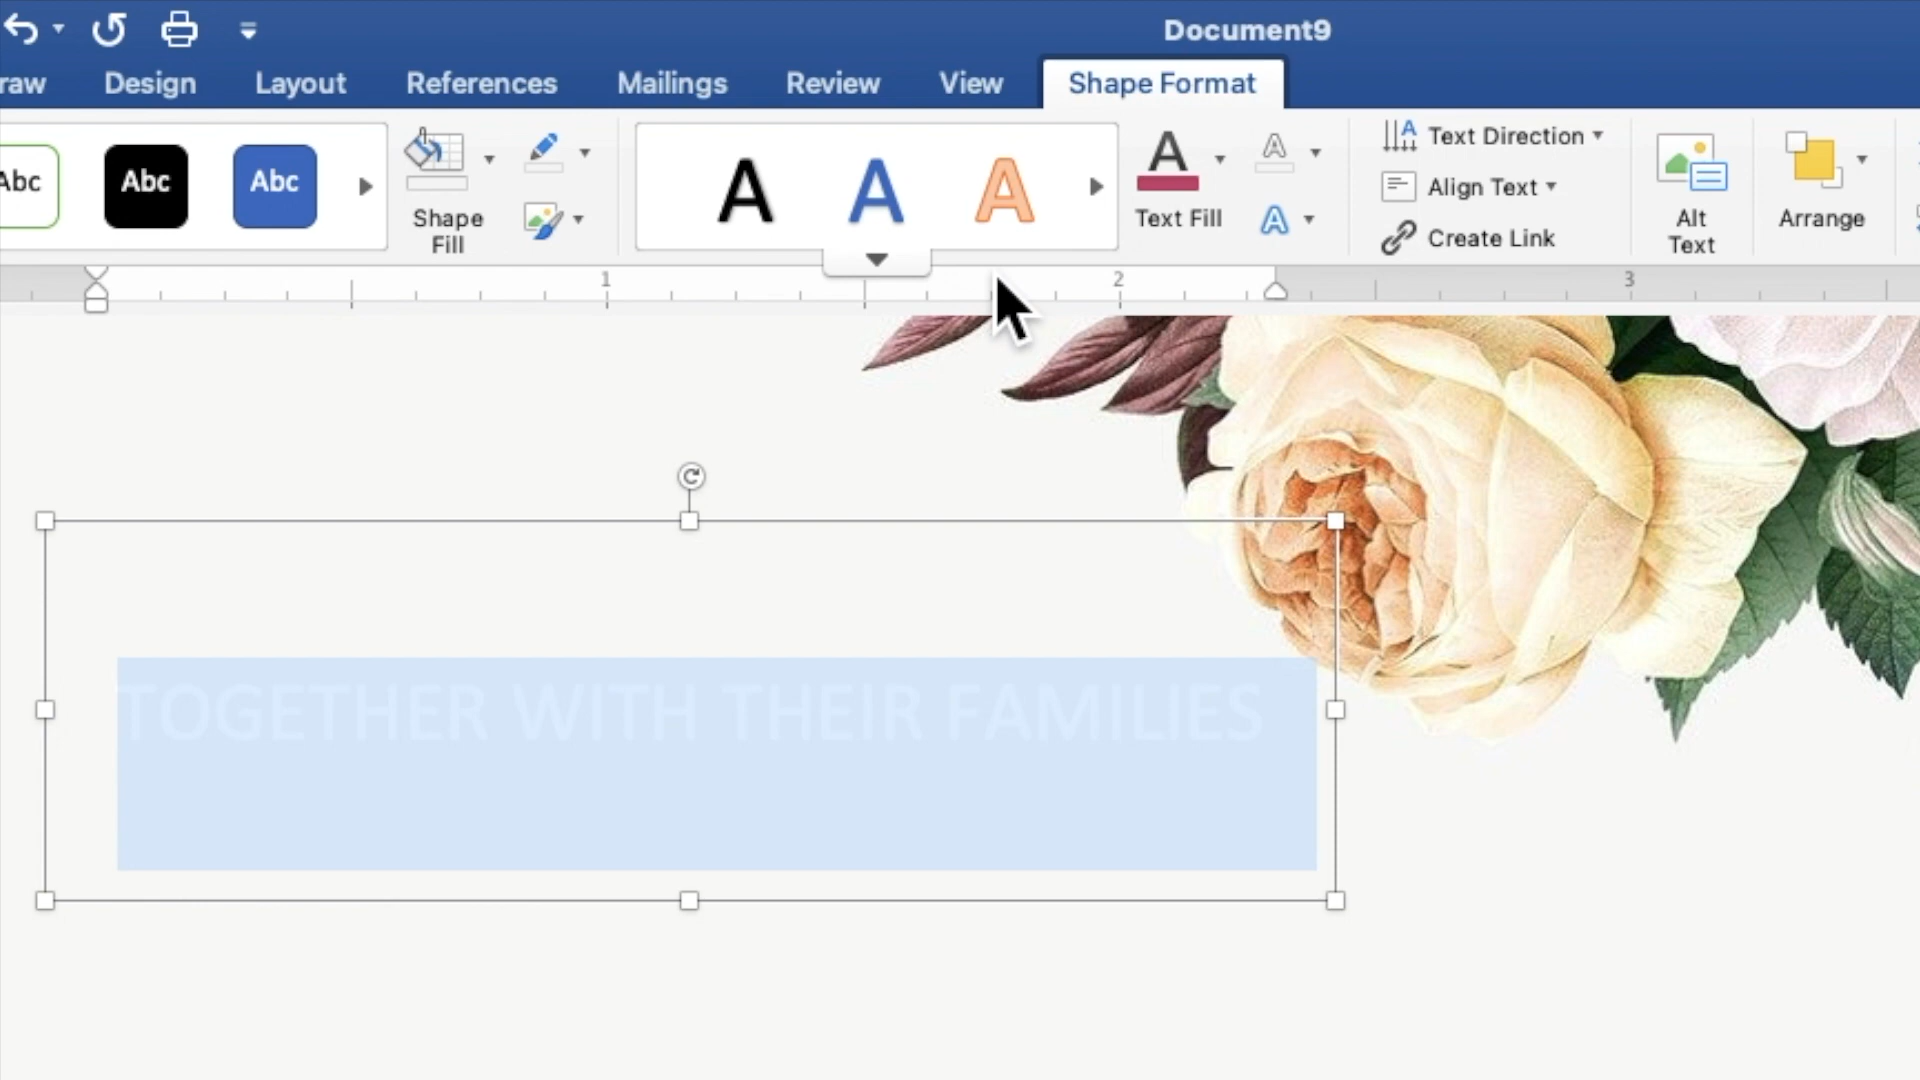 Document9
raw Design Layout References Mailings Review View Shape Format
Abc Abc Abc
Shape
Fill
A A A
A
Text Fill
A
A
Text Direction
Align Text
Create Link
Alt
Text
Arrange
1 2 3
TOGETHER WITH THEIR FAMILIES